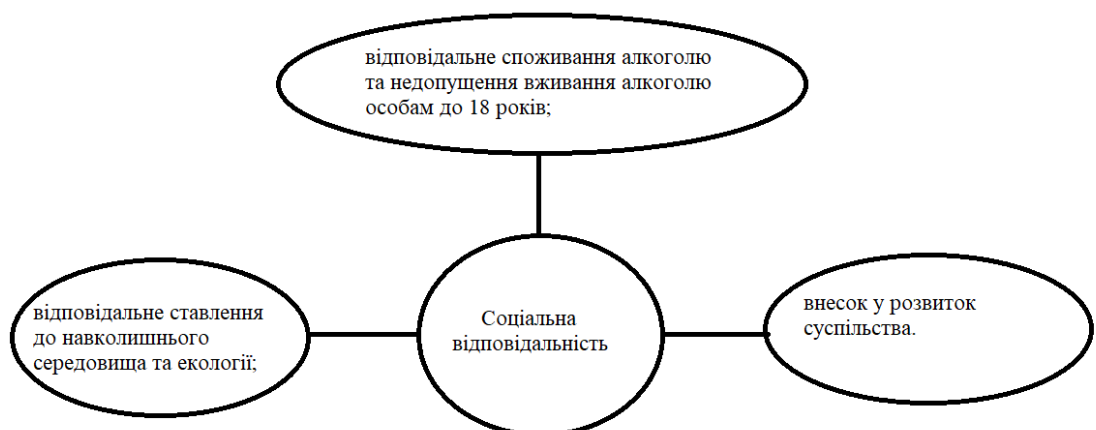 відповідальне споживання алкоголю
та недопущення вживання алкоголю
особам до 18 років;
відповідальне ставлення
до навколишнього
середовища та екології;
Соціальна
відповідальність
внесок у розвиток
суспільства.